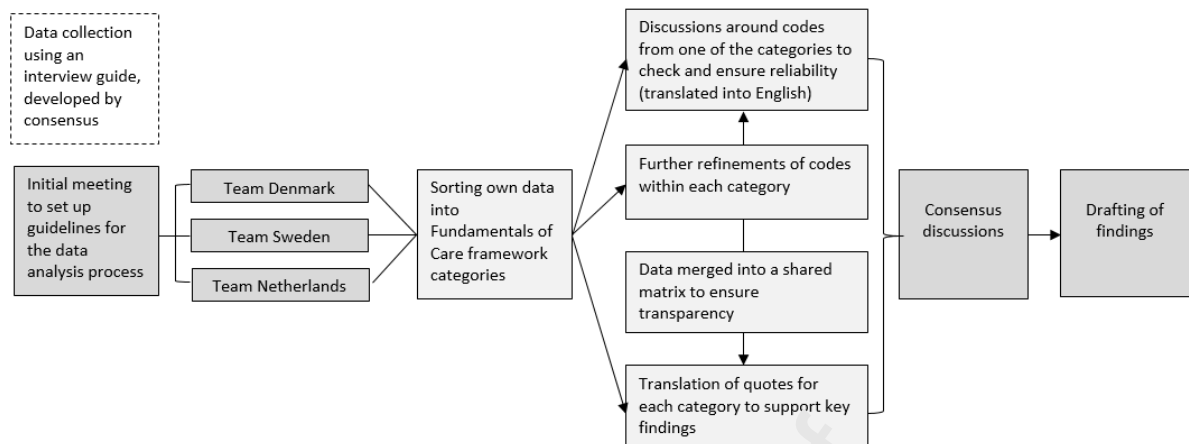 Data collection
using an
interview guide,
developed by
consensus
Initial meeting
to set up
guidelines for
the data
analysis process
Team Denmark
Team Sweden
Team Netherlands
Sorting own data
into
Fundamentals of
Care framework
categories
Discussions around codes
from one of the categories to
check and ensure reliability
(translated into English)
Further refinements of codes
within each category
Data merged into a shared
matrix to ensure
transparency
Translation of quotes for
each category to support key
findings
Consensus
discussions
Drafting of
findings